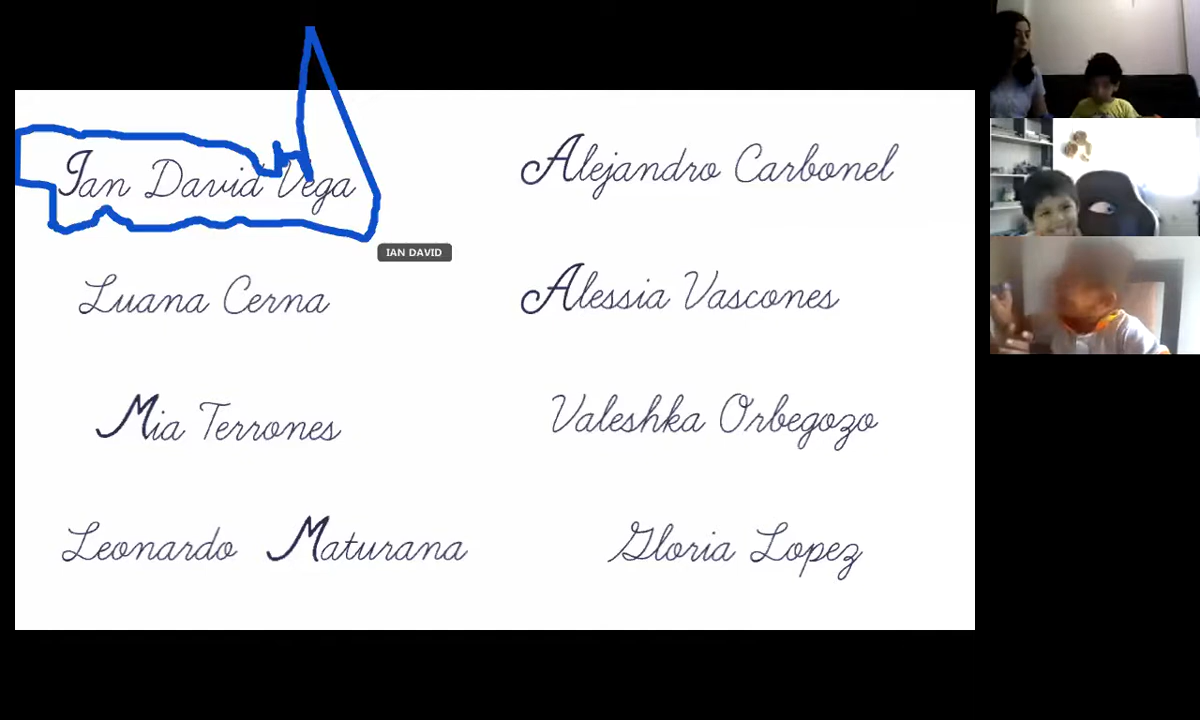 Ian David Vega
Alejandro Carbonel
IAN DAVID
Luana Cerna
Alessia Vascones
Mia Terrones
Valeshka Orbegozo
Leonardo Maturana
Gloria Lopez